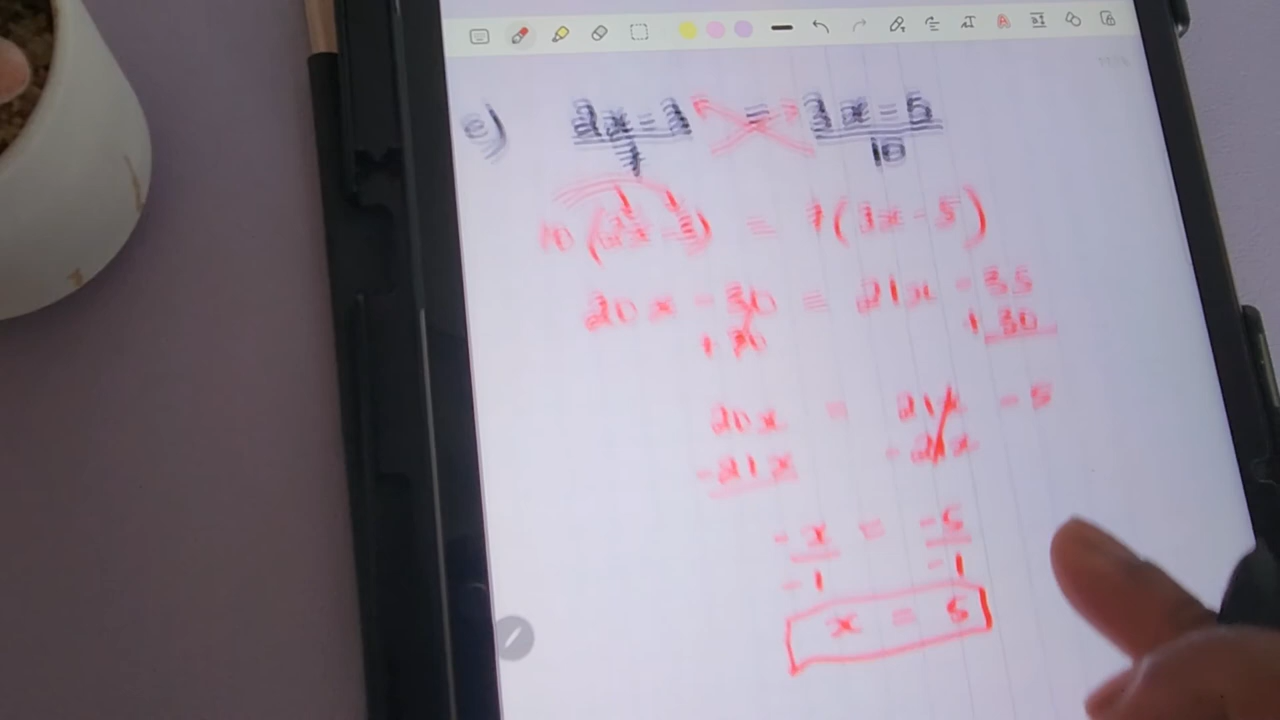 e) 2x - 3 = 3x - 5
7 10
10 (2x - 3) = 7 (3x - 5)
20x - 30 = 21x - 35
+ 30 + 30
20x = 21x - 5
-21x - 21x
-x = -5
-1 -1
x = 5